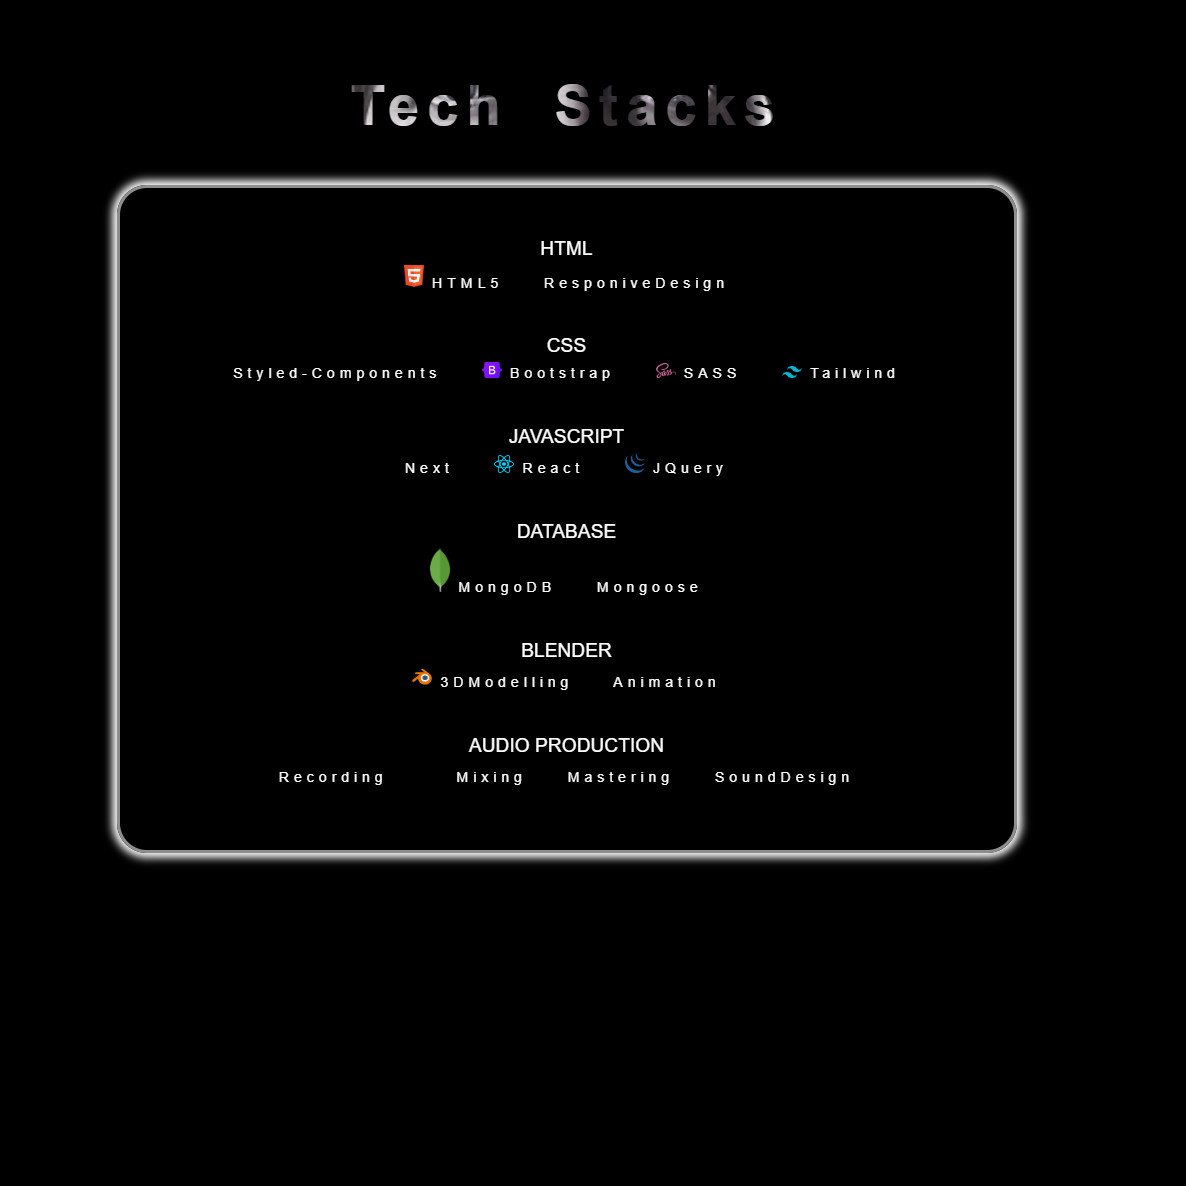 Tech Stacks
HTML
HTML5 ResponiveDesign
CSS
Styled-Components Bootstrap SASS Tailwind
JAVASCRIPT
Next React JQuery
DATABASE
MongoDB Mongoose
BLENDER
3DModelling Animation
AUDIO PRODUCTION
Recording Mixing Mastering SoundDesign